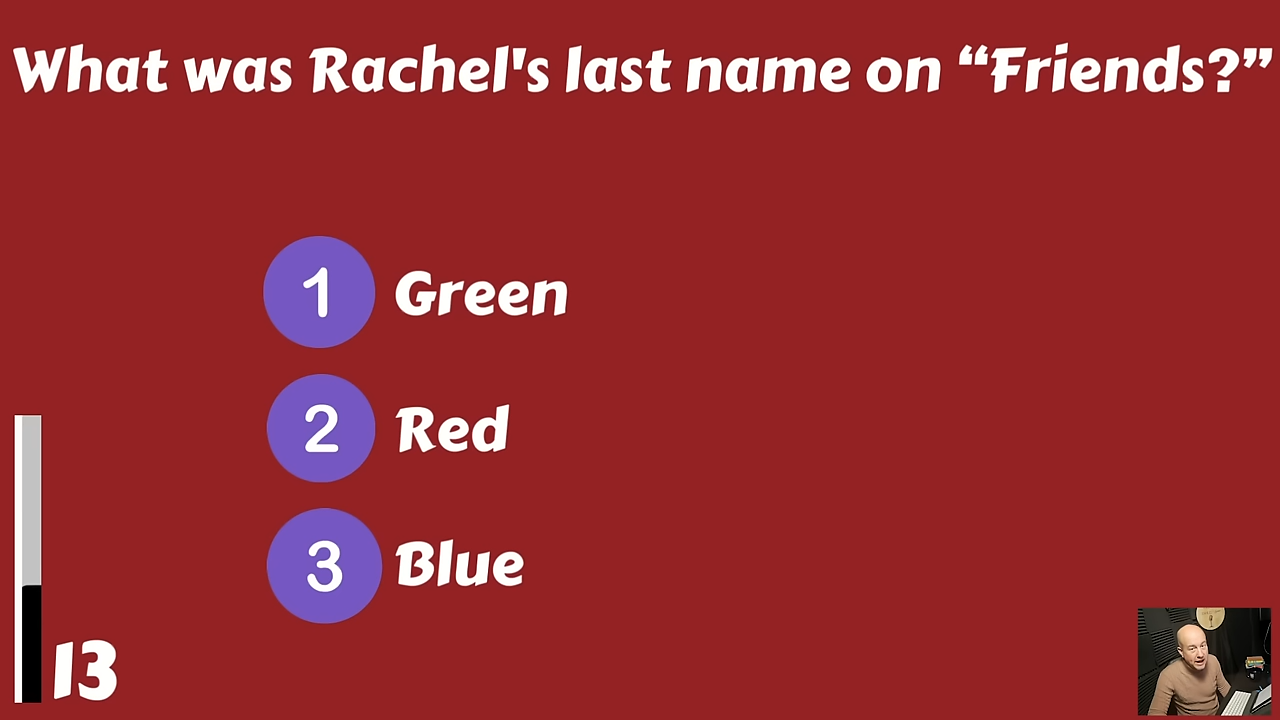 What was Rachel's last name on “Friends?”
1 Green
2 Red
3 Blue
13